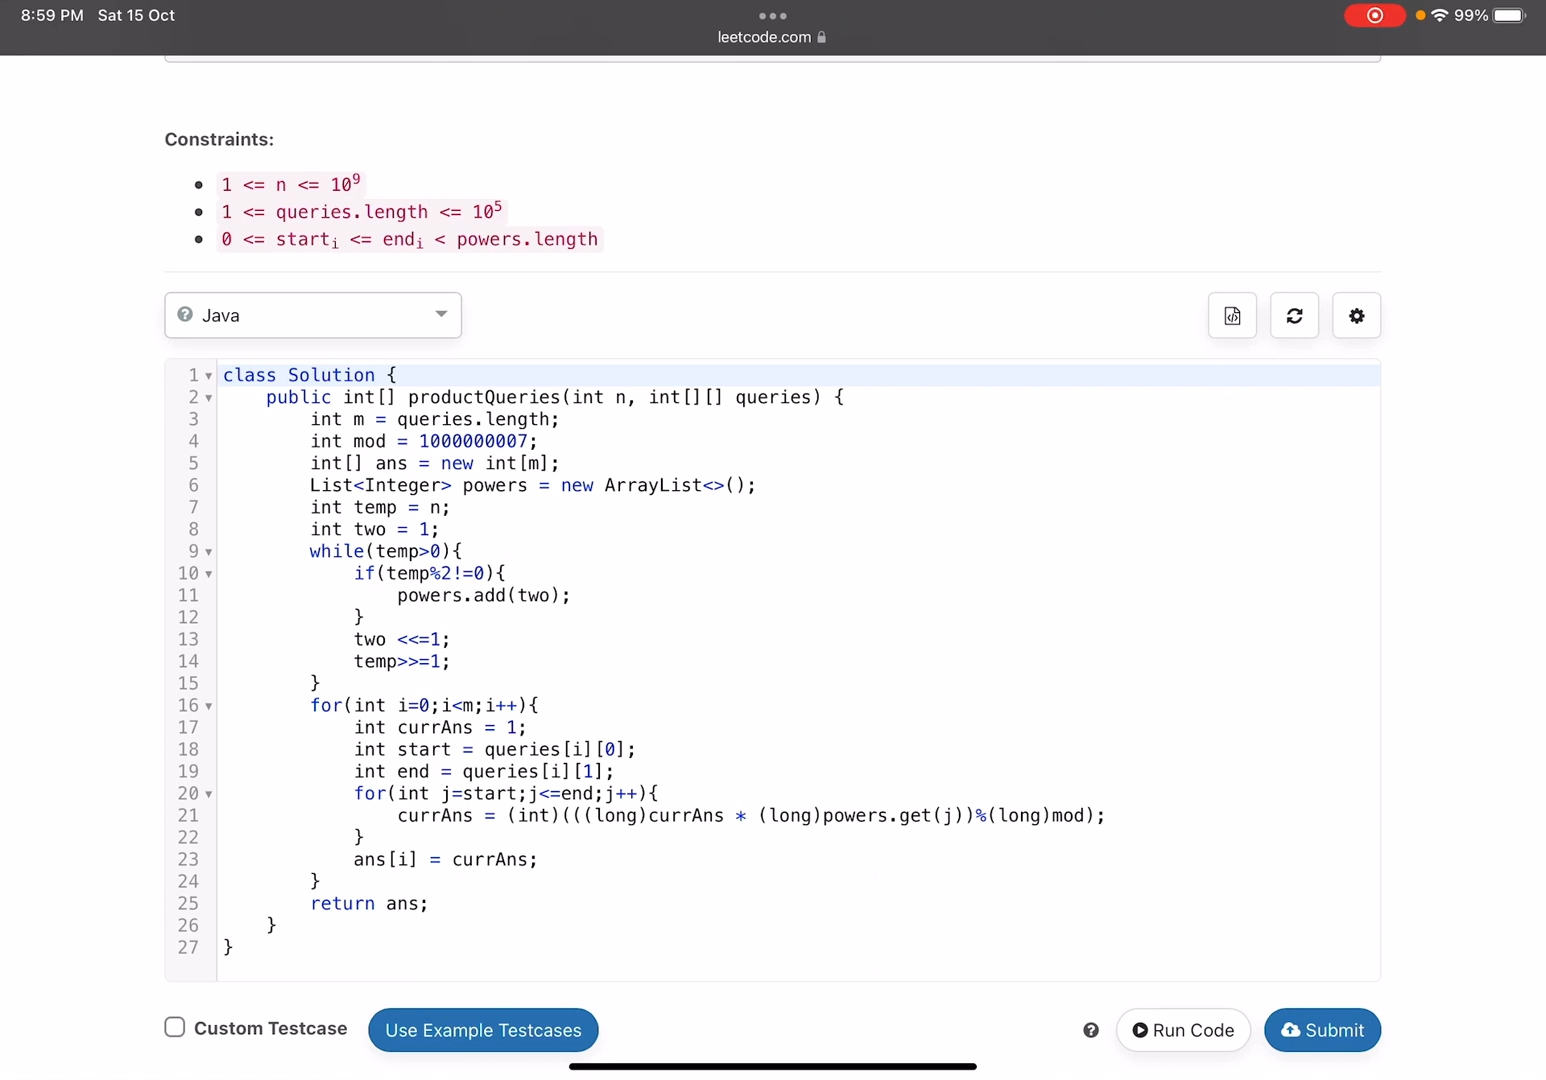 8:59 PM Sat 15 Oct
99%
leetcode.com
Constraints:
1 <= n <= 10⁹
1 <= queries.length <= 10⁵
0 <= startᵢ <= endᵢ < powers.length
Java
1 class Solution {
2     public int[] productQueries(int n, int[][] queries) {
3         int m = queries.length;
4         int mod = 1000000007;
5         int[] ans = new int[m];
6         List<Integer> powers = new ArrayList<>();
7         int temp = n;
8         int two = 1;
9         while(temp>0){
10             if(temp%2!=0){
11                 powers.add(two);
12             }
13             two <<=1;
14             temp>>=1;
15         }
16         for(int i=0;i<m;i++){
17             int currAns = 1;
18             int start = queries[i][0];
19             int end = queries[i][1];
20             for(int j=start;j<=end;j++){
21                 currAns = (int)(((long)currAns * (long)powers.get(j))%(long)mod);
22             }
23             ans[i] = currAns;
24         }
25         return ans;
26     }
27 }
Custom Testcase Use Example Testcases Run Code Submit